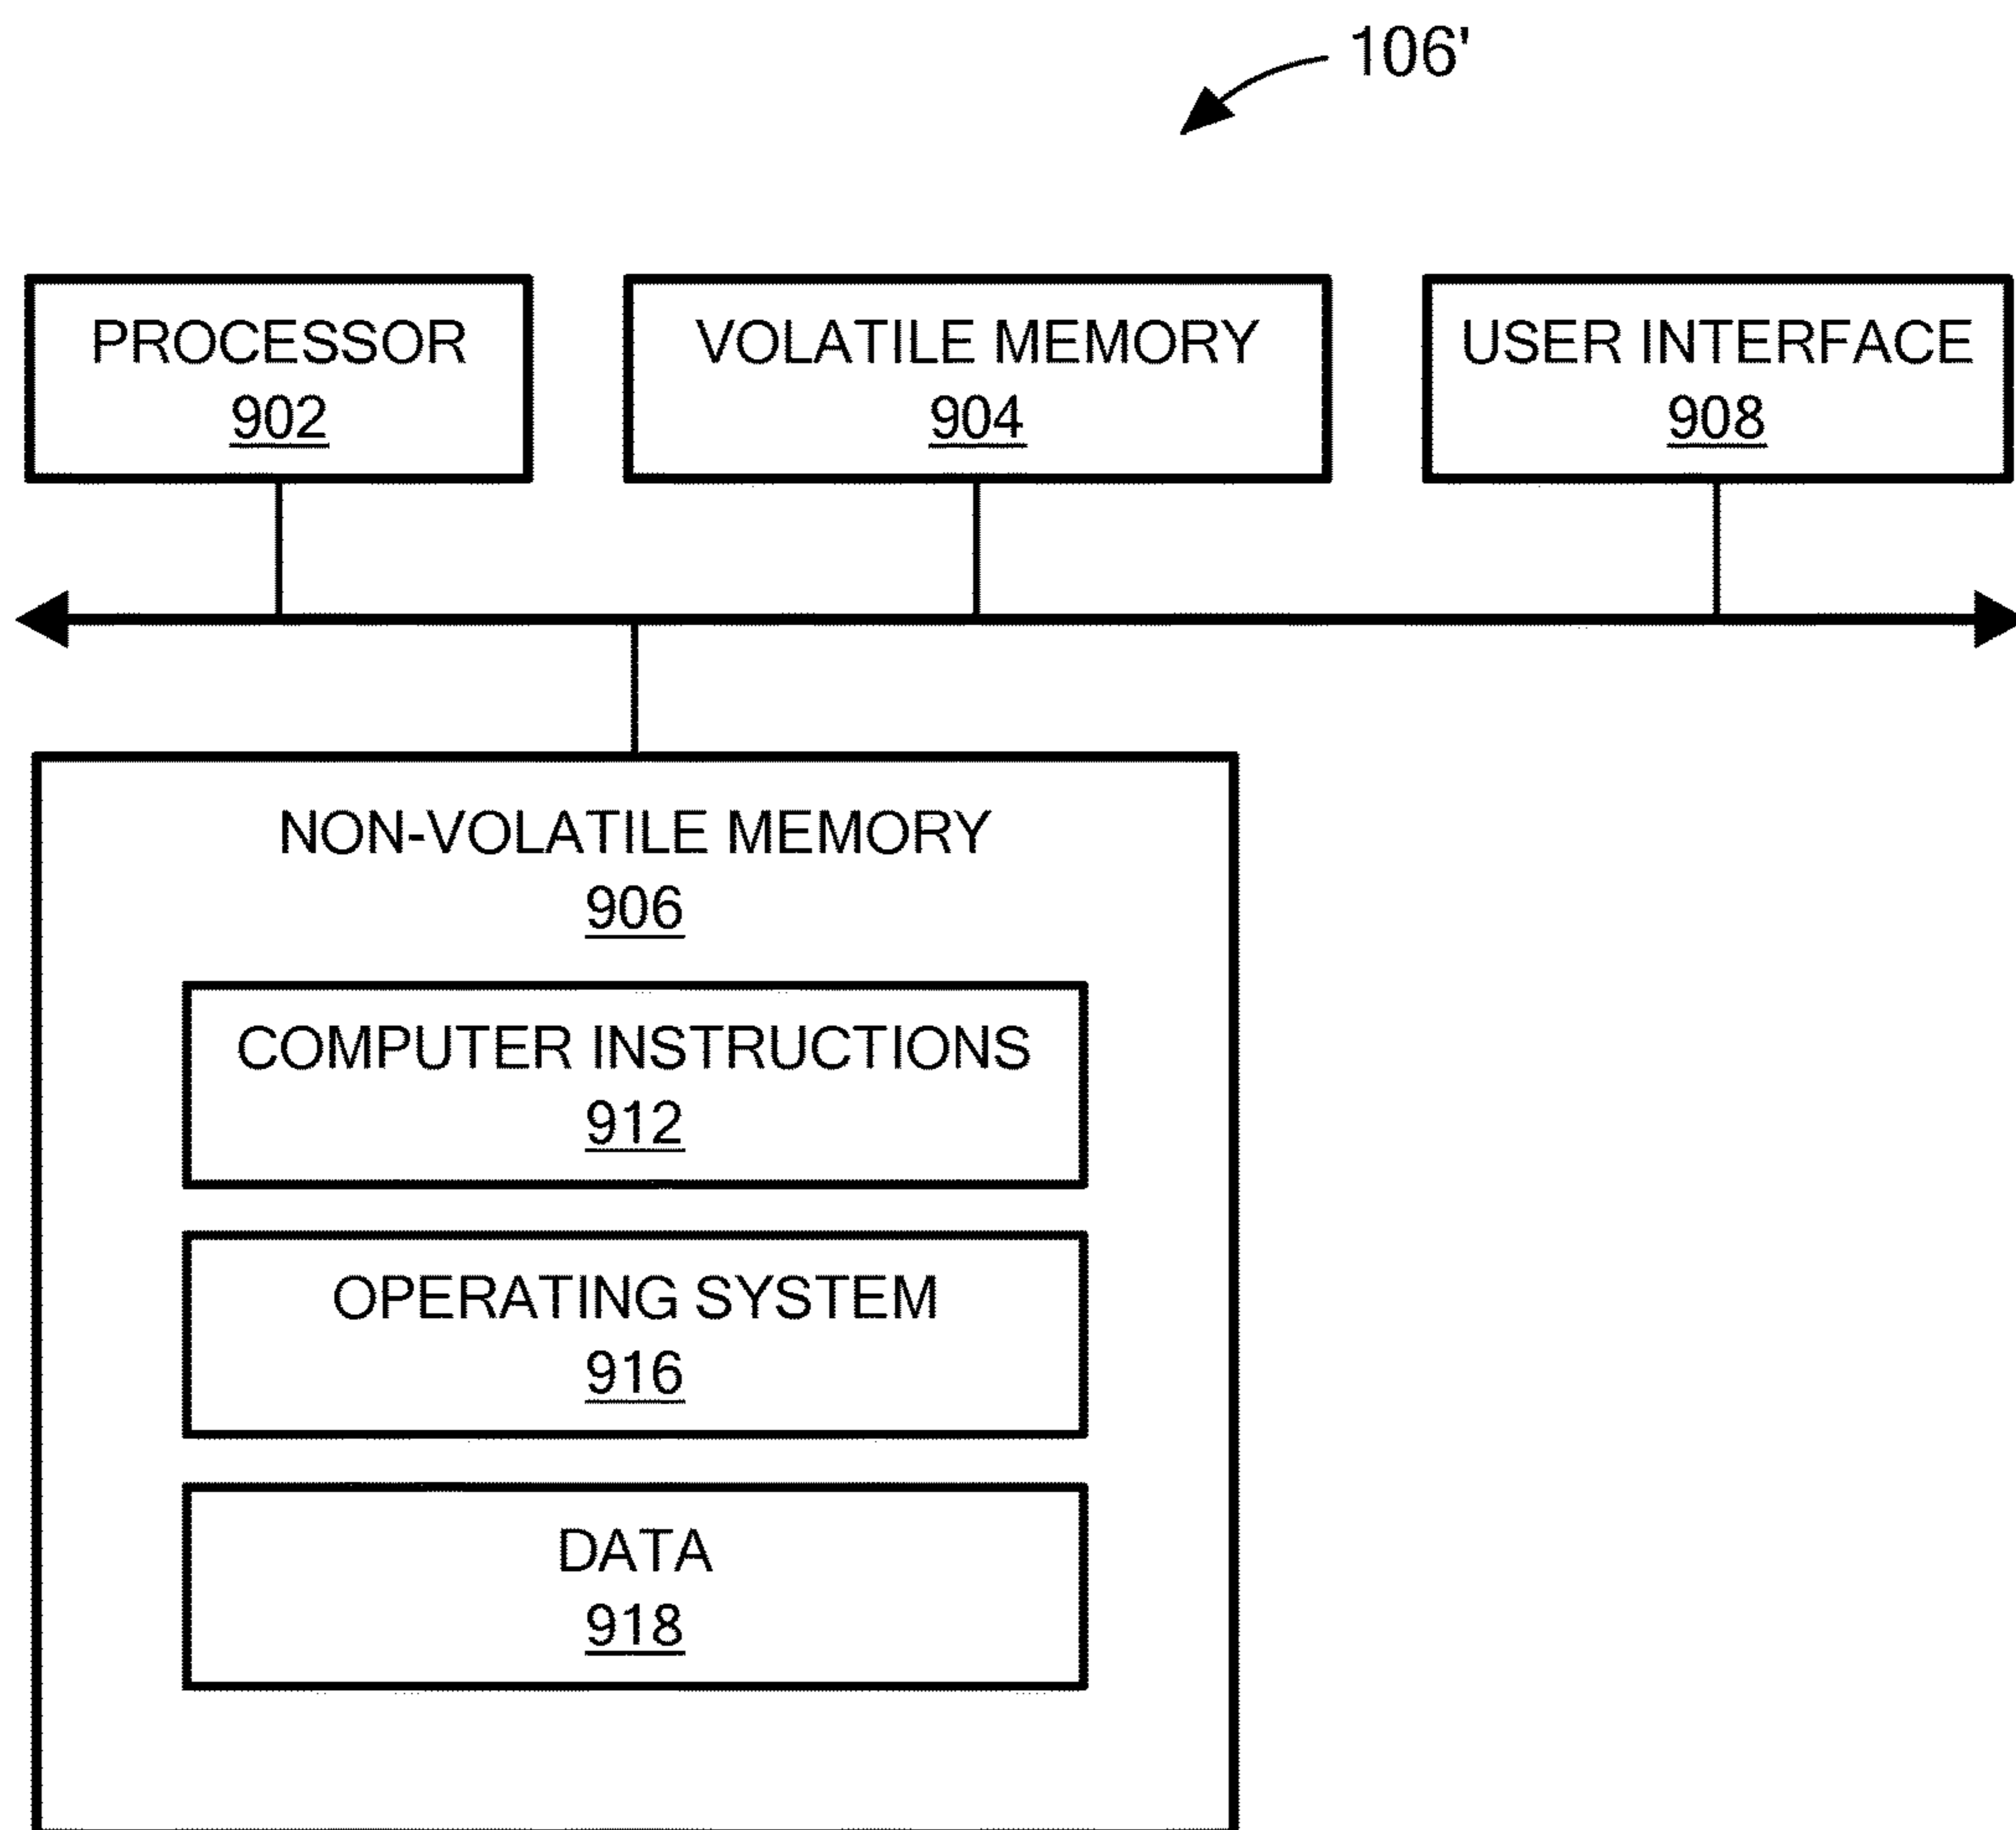 106'
PROCESSOR
902
VOLATILE MEMORY
904
USER INTERFACE
908
NON-VOLATILE MEMORY
906
COMPUTER INSTRUCTIONS
912
OPERATING SYSTEM
916
DATA
918